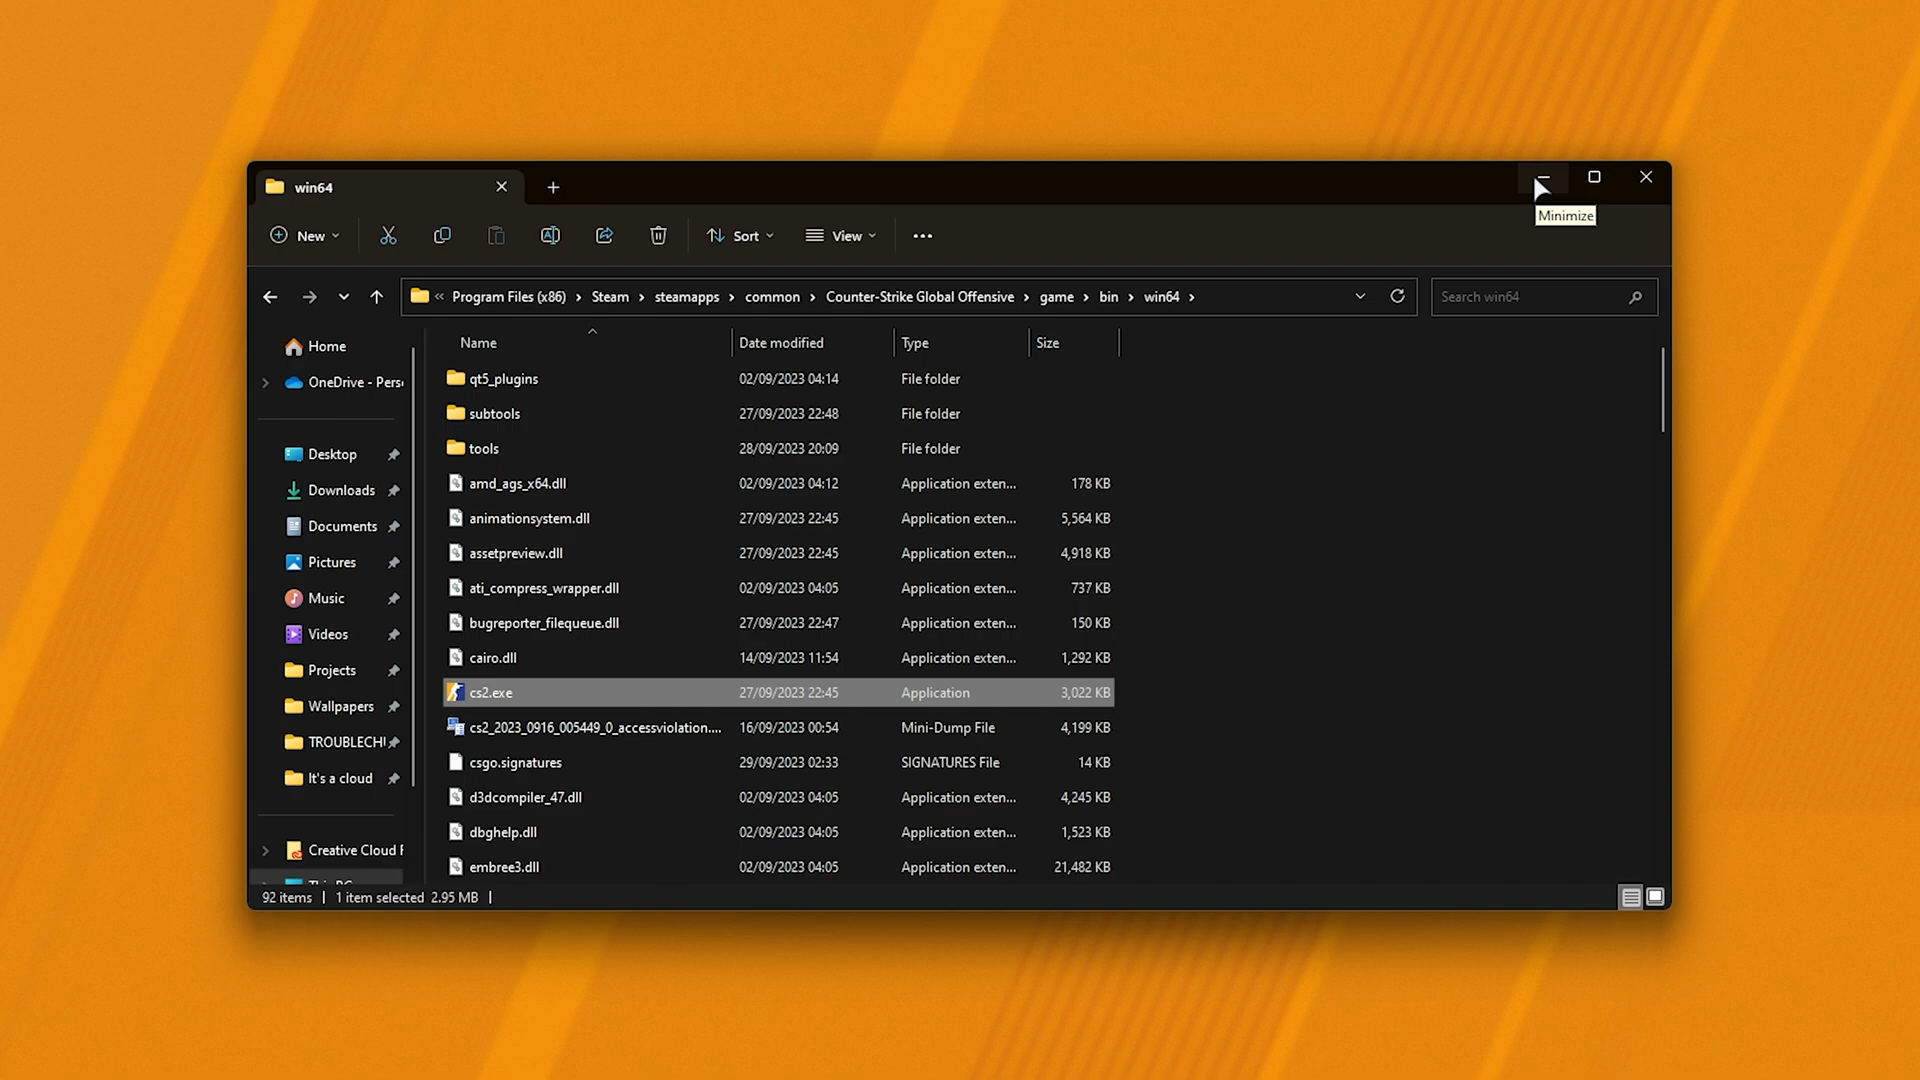 win64
Minimize
New
Sort
View
Program Files (x86) Steam steamapps common Counter-Strike Global Offensive game bin win64
Search win64
Home
OneDrive - Pers
Desktop
Downloads
Documents
Pictures
Music
Videos
Projects
Wallpapers
TROUBLECH
It's a cloud
Creative Cloud F
Name Date modified Type Size
qt5_plugins 02/09/2023 04:14 File folder
subtools 27/09/2023 22:48 File folder
tools 28/09/2023 20:09 File folder
amd_ags_x64.dll 02/09/2023 04:12 Application exten... 178 KB
animationsystem.dll 27/09/2023 22:45 Application exten... 5,564 KB
assetpreview.dll 27/09/2023 22:45 Application exten... 4,918 KB
ati_compress_wrapper.dll 02/09/2023 04:05 Application exten... 737 KB
bugreporter_filequeue.dll 27/09/2023 22:47 Application exten... 150 KB
cairo.dll 14/09/2023 11:54 Application exten... 1,292 KB
cs2.exe 27/09/2023 22:45 Application 3,022 KB
cs2_2023_0916_005449_0_accessviolation.... 16/09/2023 00:54 Mini-Dump File 4,199 KB
csgo.signatures 29/09/2023 02:33 SIGNATURES File 14 KB
d3dcompiler_47.dll 02/09/2023 04:05 Application exten... 4,245 KB
dbghelp.dll 02/09/2023 04:05 Application exten... 1,523 KB
embree3.dll 02/09/2023 04:05 Application exten... 21,482 KB
92 items 1 item selected 2.95 MB